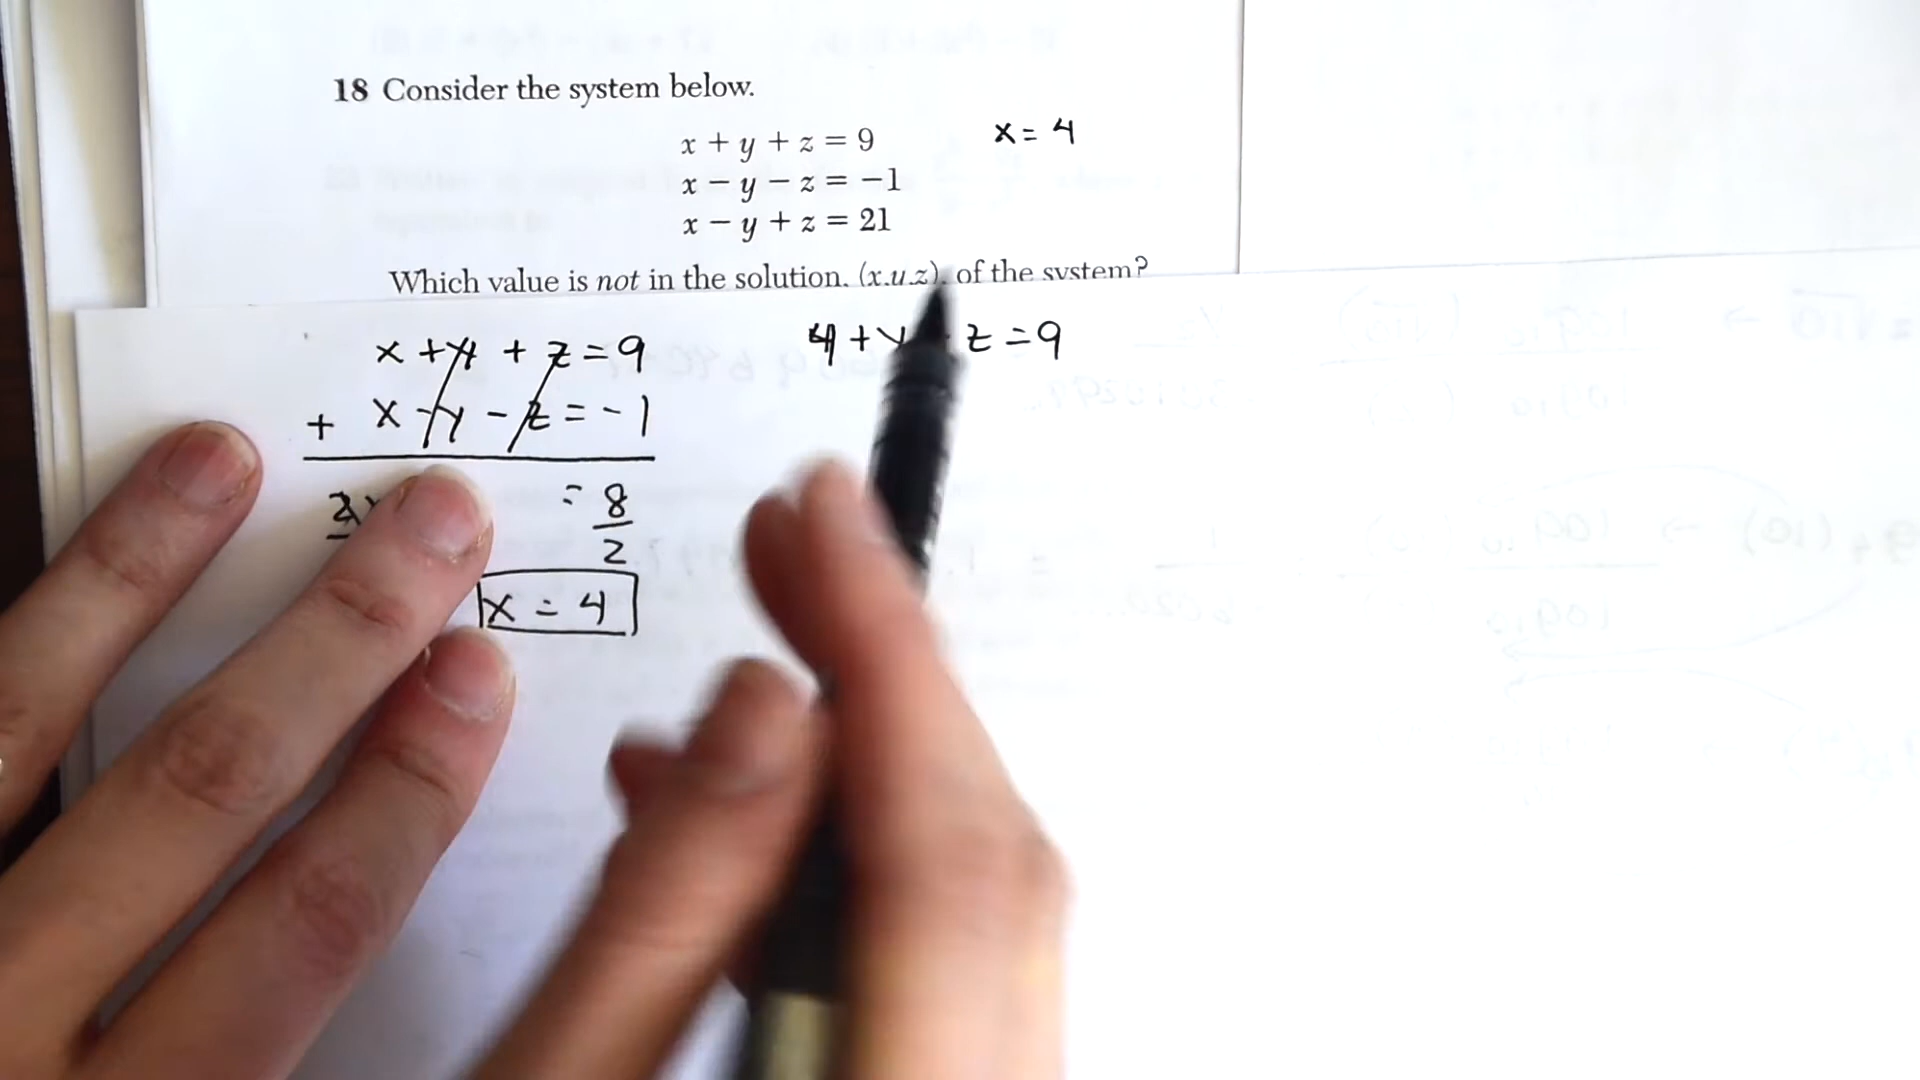 18 Consider the system below.
x + y + z = 9
x = 4
x − y − z = −1
x − y + z = 21
Which value is not in the solution, (x,y,z), of the system?
x + y + z = 9
4 + y z = 9
+ x - y - z = -1
2x = 8
2
x = 4